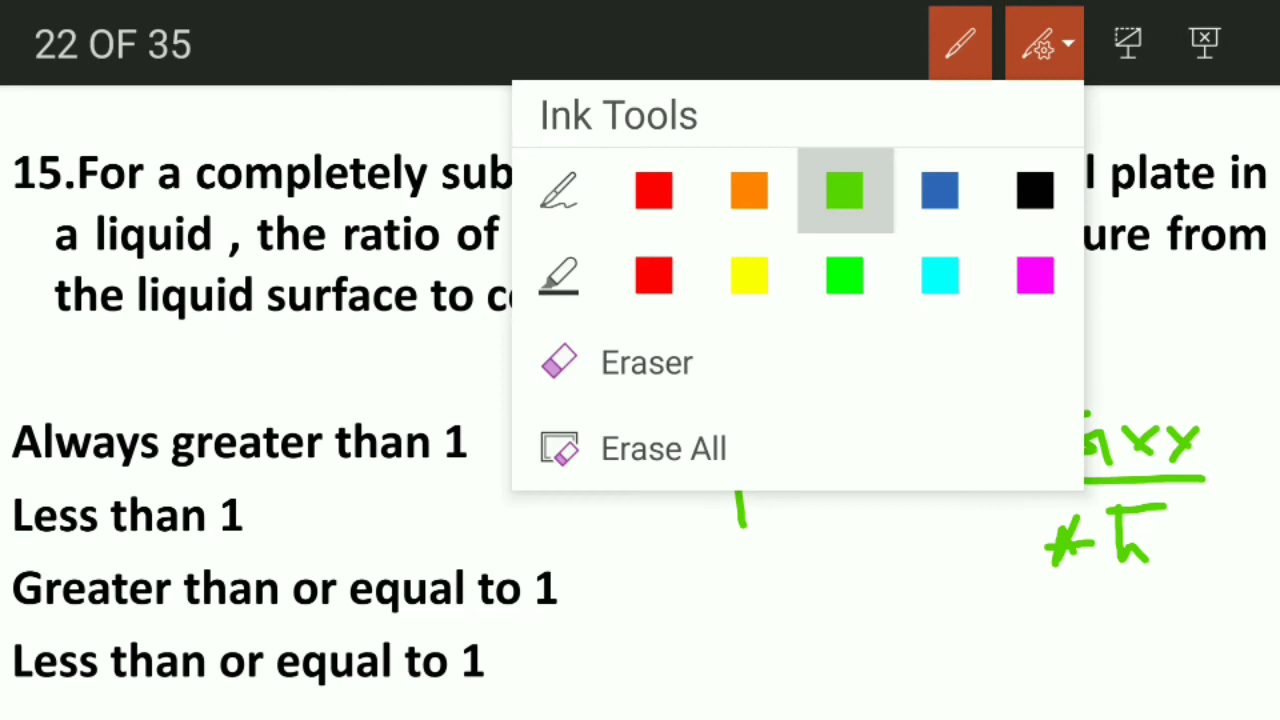 22 OF 35
Ink Tools
15.For a completely sub plate in
a liquid , the ratio of ure from
the liquid surface to c
Eraser
Always greater than 1
Erase All
Less than 1
Greater than or equal to 1
Less than or equal to 1